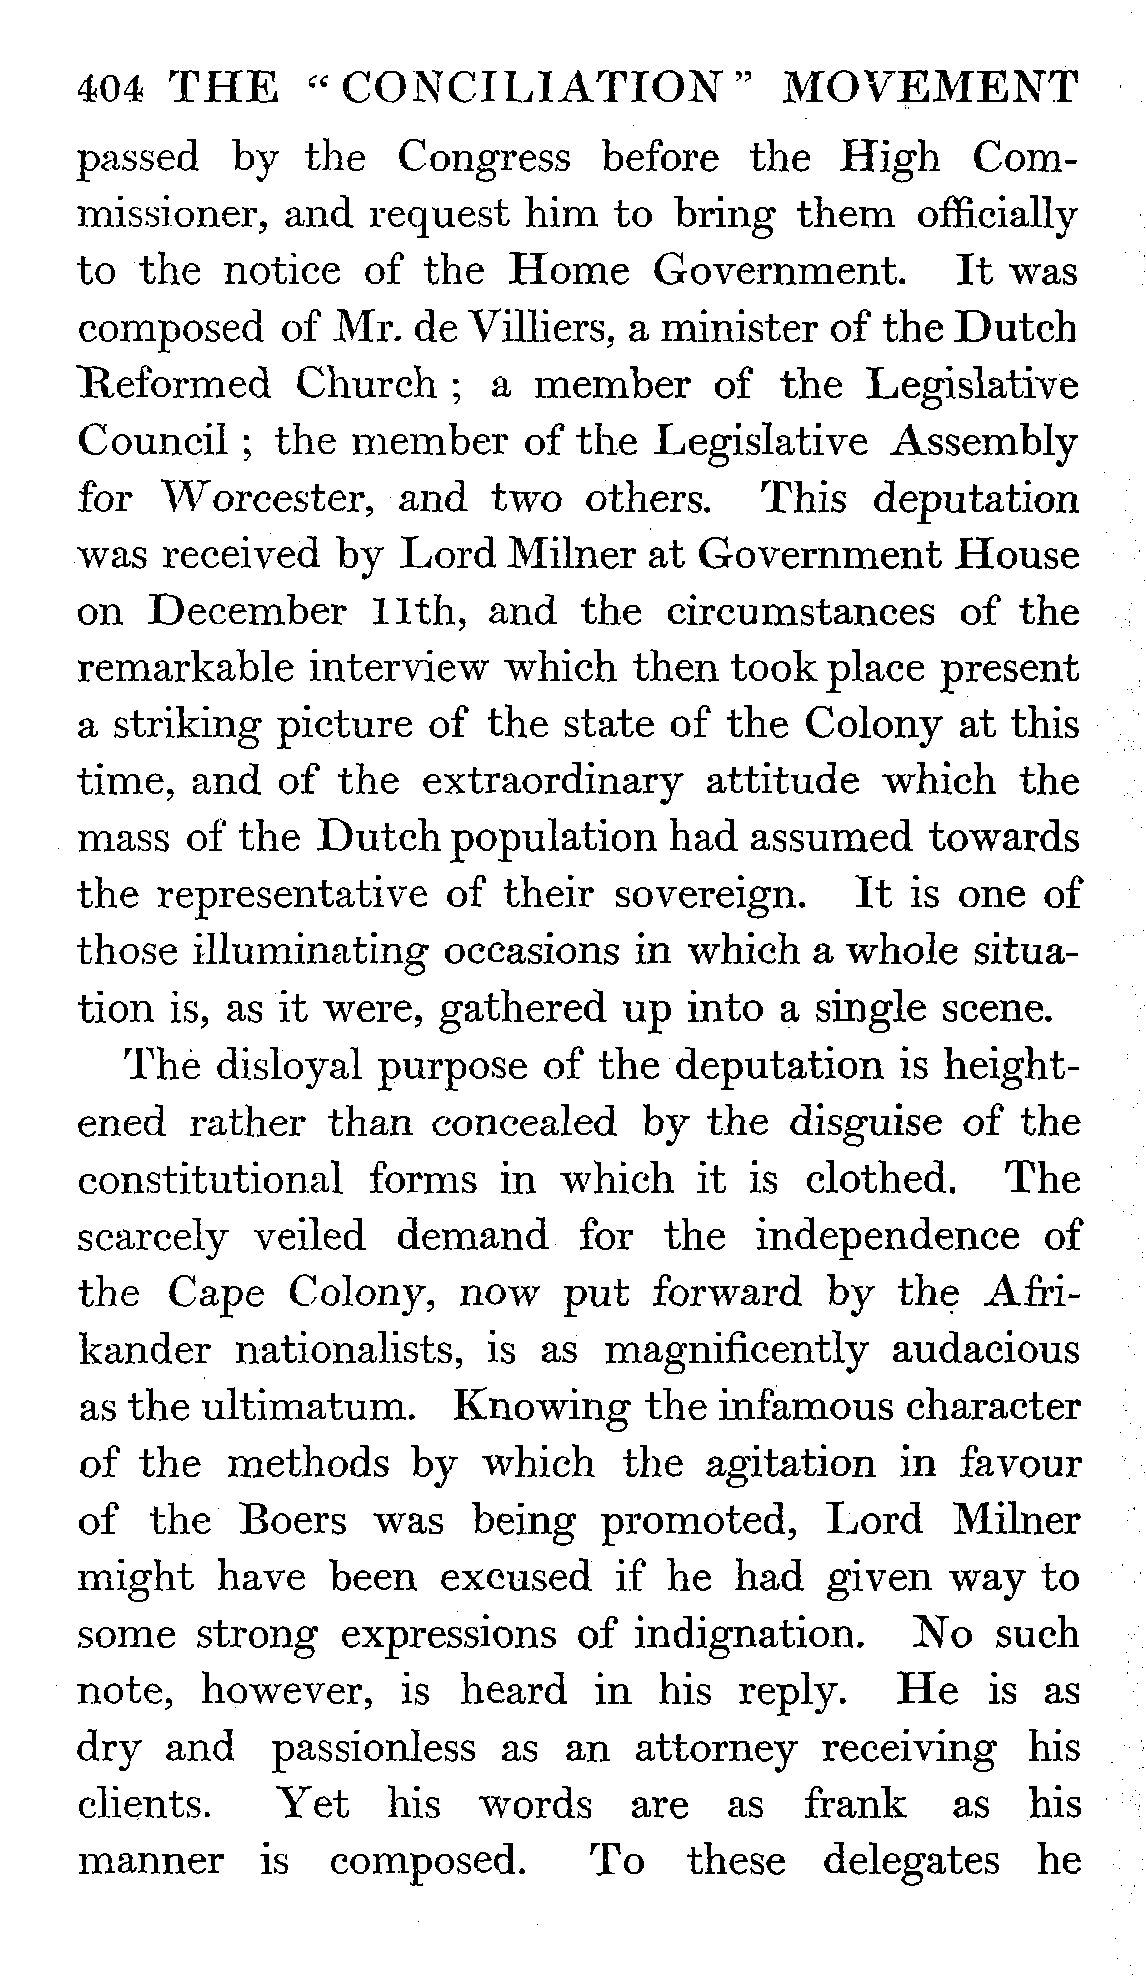 404 THE “CONCILIATION” MOVEMENT
passed by the Congress before the High Com-
missioner, and request him to bring them officially
to the notice of the Home Government. It was
composed of Mr. de Villiers, a minister of the Dutch
Reformed Church ; a member of the Legislative
Council ; the member of the Legislative Assembly
for Worcester, and two others. This deputation
was received by Lord Milner at Government House
on December 11th, and the circumstances of the
remarkable interview which then took place present
a striking picture of the state of the Colony at this
time, and of the extraordinary attitude which the
mass of the Dutch population had assumed towards
the representative of their sovereign. It is one of
those illuminating occasions in which a whole situa-
tion is, as it were, gathered up into a single scene.
The disloyal purpose of the deputation is height-
ened rather than concealed by the disguise of the
constitutional forms in which it is clothed. The
scarcely veiled demand for the independence of
the Cape Colony, now put forward by the Afri-
kander nationalists, is as magnificently audacious
as the ultimatum. Knowing the infamous character
of the methods by which the agitation in favour
of the Boers was being promoted, Lord Milner
might have been excused if he had given way to
some strong expressions of indignation. No such
note, however, is heard in his reply. He is as
dry and passionless as an attorney receiving his
clients. Yet his words are as frank as his
manner is composed. To these delegates he